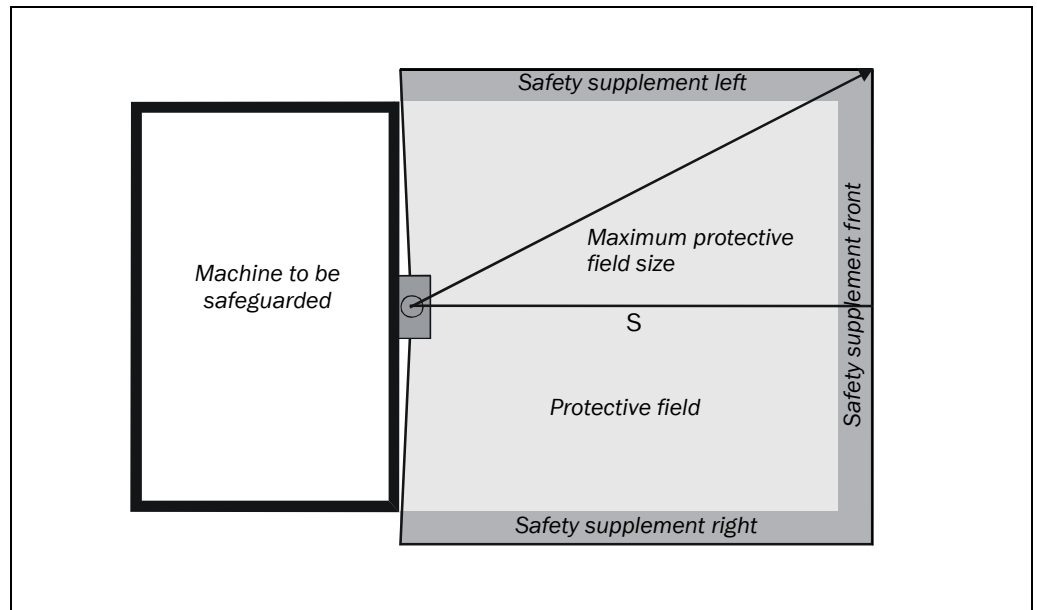 Safety supplement left
Maximum protective
field size
Machine to be
safeguarded
S
Safety supplement front
Protective field
Safety supplement right